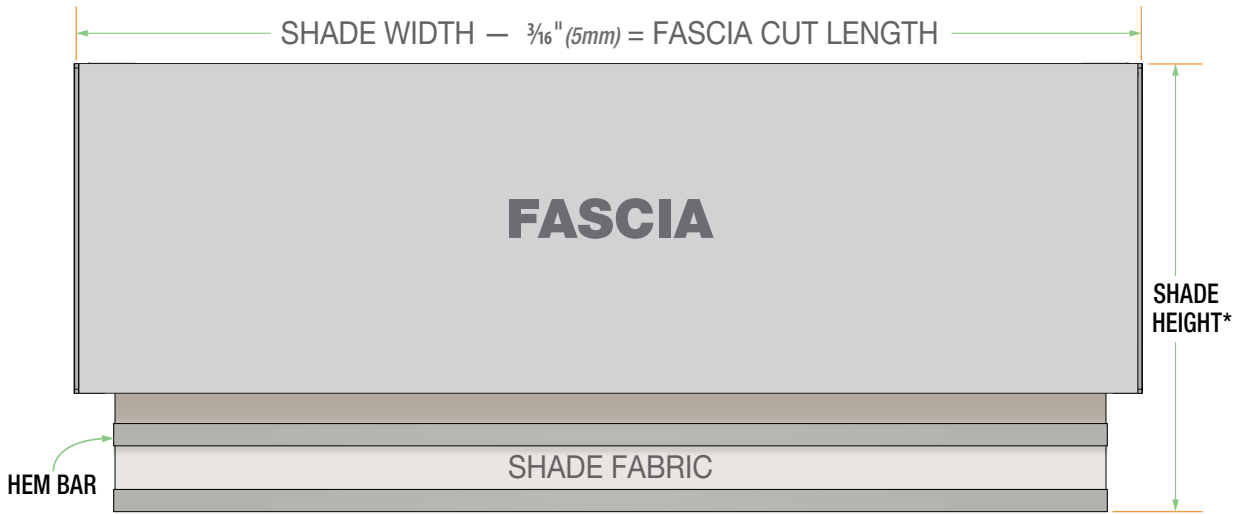 SHADE WIDTH — 3⁄16" (5mm) = FASCIA CUT LENGTH
FASCIA
SHADE
HEIGHT*
SHADE FABRIC
HEM BAR